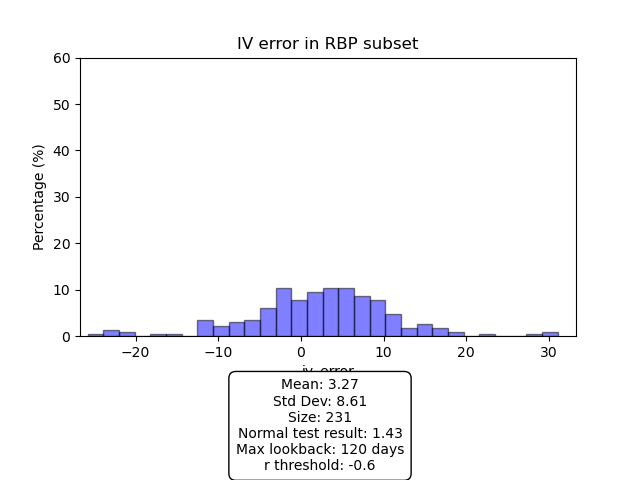 IV error in RBP subset
Percentage (%)
60
50
40
30
20
10
0
−20
−10
0
10
20
30
iv_error
Mean: 3.27
Std Dev: 8.61
Size: 231
Normal test result: 1.43
Max lookback: 120 days
r threshold: -0.6